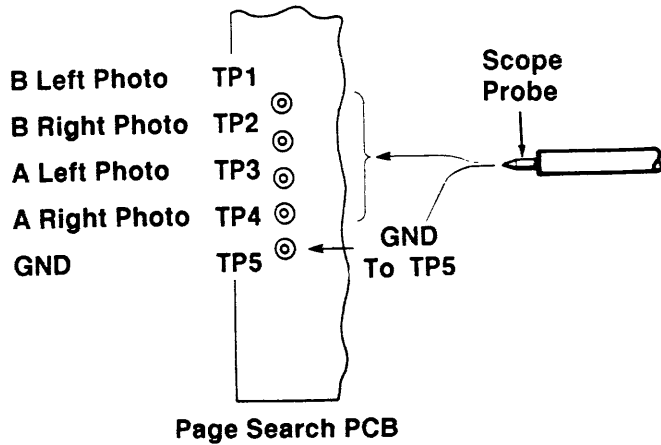 B Left Photo TP1
B Right Photo TP2
A Left Photo TP3
A Right Photo TP4
GND TP5
Scope
Probe
GND
To TP5
Page Search PCB